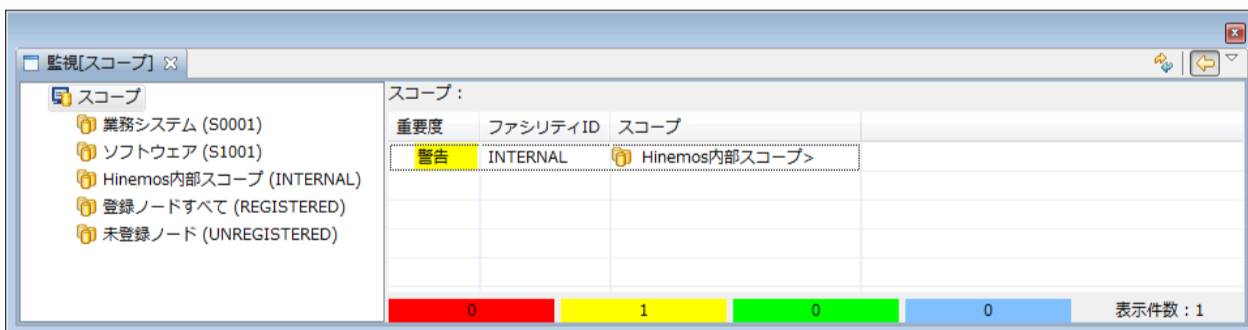 監視[スコープ]
スコープ
業務システム (S0001)
ソフトウェア (S1001)
Hinemos内部スコープ (INTERNAL)
登録ノードすべて (REGISTERED)
未登録ノード (UNREGISTERED)
スコープ :
重要度 ファシリティID スコープ
警告 INTERNAL Hinemos内部スコープ>
0 1 0 0 表示件数 : 1